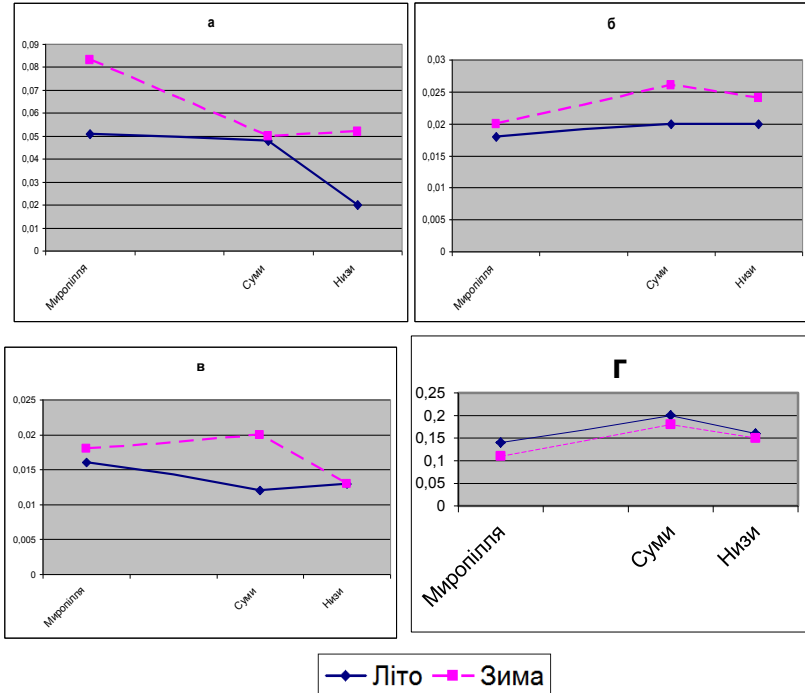 а
0,09
0,08
0,07
0,06
0,05
0,04
0,03
0,02
0,01
0
Миропілля
Суми
Низи
б
0,03
0,025
0,02
0,015
0,01
0,005
0
Миропілля
Суми
Низи
в
0,025
0,02
0,015
0,01
0,005
0
Миропілля
Суми
Низи
г
0,25
0,2
0,15
0,1
0,05
0
Миропілля
Суми
Низи
Літо
Зима